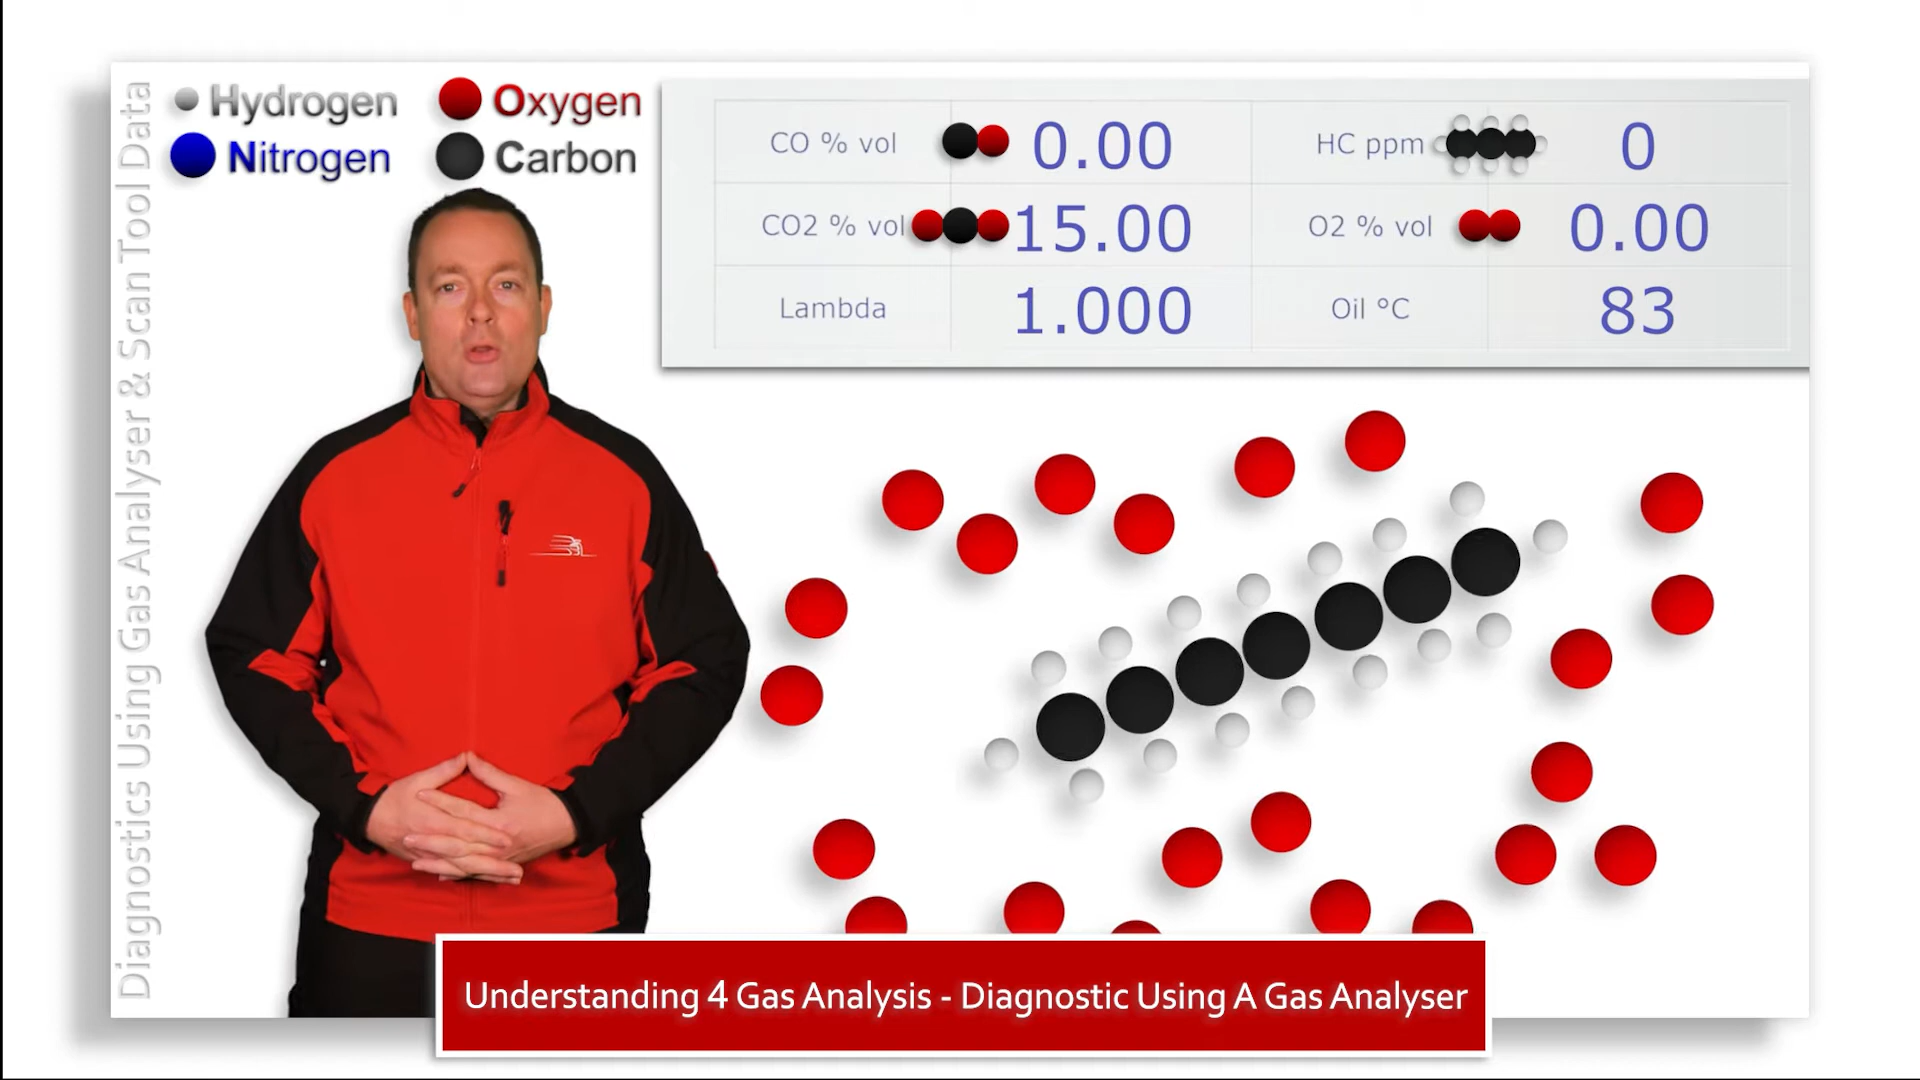 Diagnostics Using Gas Analyser & Scan Tool Data
Hydrogen
Oxygen
Nitrogen
Carbon
CO % vol 0.00 HC ppm 0
CO2 % vol 15.00 O2 % vol 0.00
Lambda 1.000 Oil °C 83
Understanding 4 Gas Analysis - Diagnostic Using A Gas Analyser